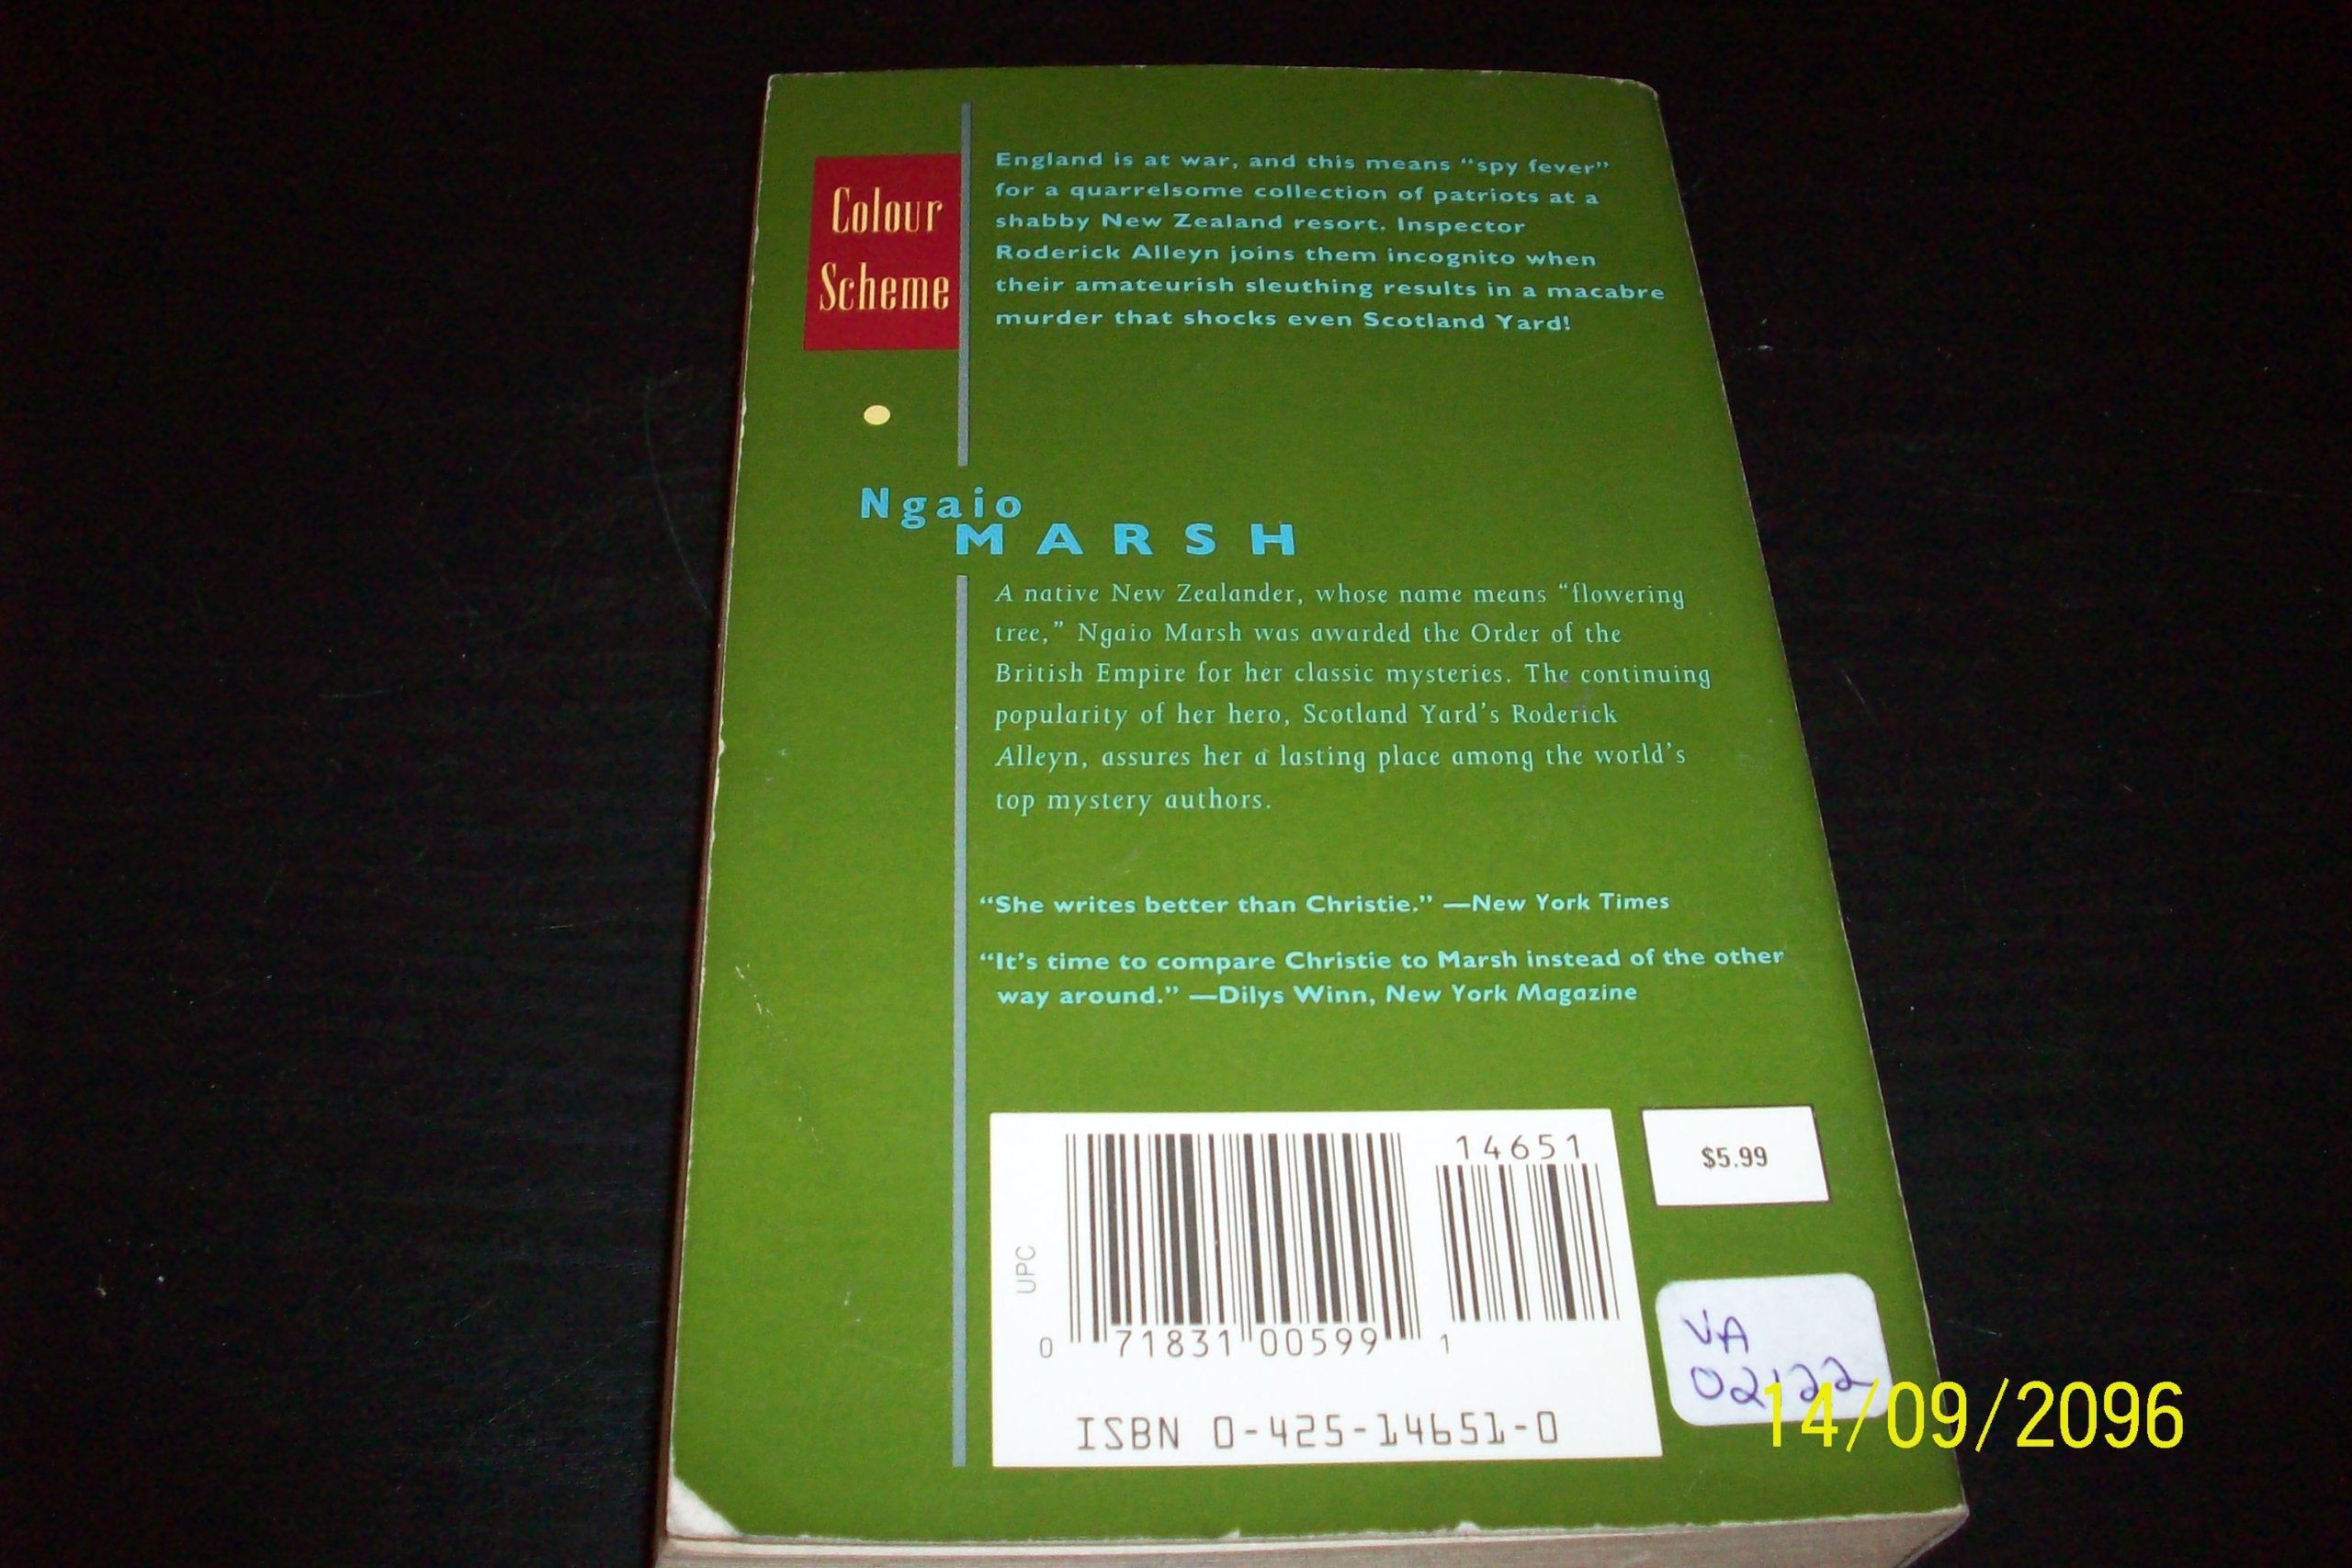 Colour
Scheme
England is at war, and this means “spy fever”
for a quarrelsome collection of patriots at a
shabby New Zealand resort. Inspector
Roderick Alleyn joins them incognito when
their amateurish sleuthing results in a macabre
murder that shocks even Scotland Yard!
Ngaio
MARSH
A native New Zealander, whose name means “flowering
tree,” Ngaio Marsh was awarded the Order of the
British Empire for her classic mysteries. The continuing
popularity of her hero, Scotland Yard’s Roderick
Alleyn, assures her a lasting place among the world’s
top mystery authors.
“She writes better than Christie.” —New York Times
“It’s time to compare Christie to Marsh instead of the other
way around.” —Dilys Winn, New York Magazine
14651
$5.99
UPC
0 71831 00599 1
ISBN 0-425-14651-0
VA
02122
14/09/2096